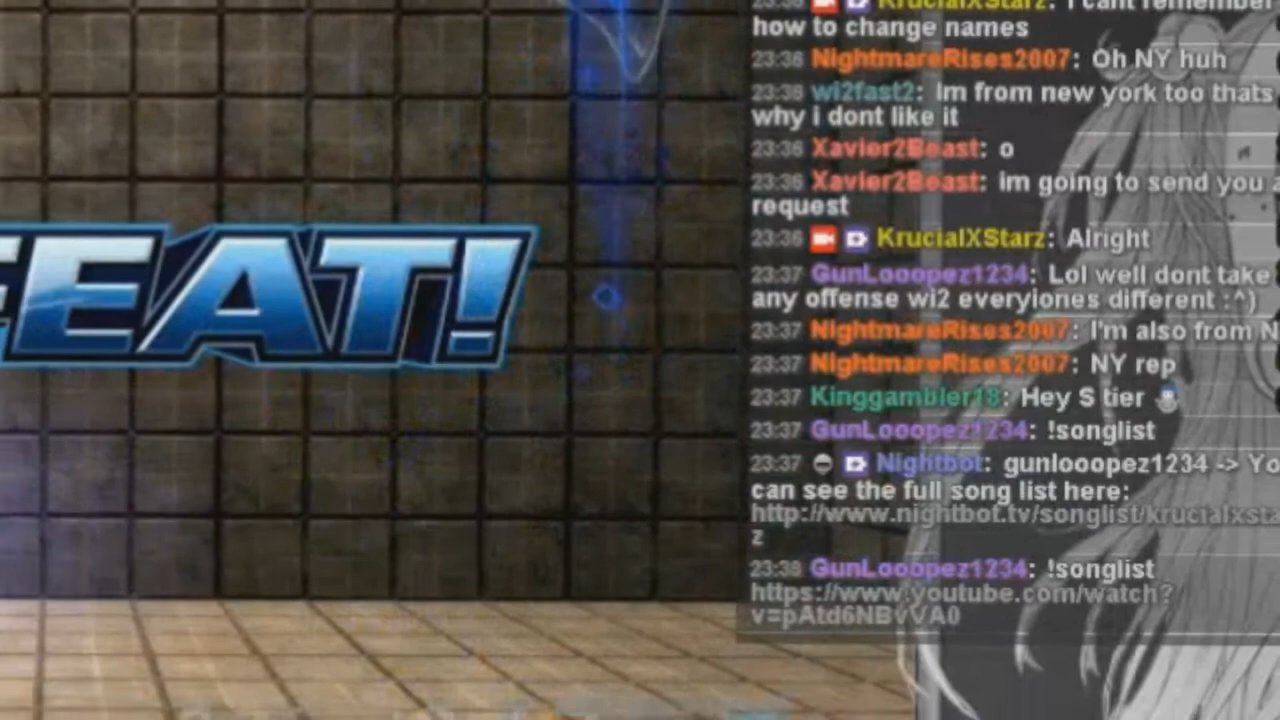 FEAT!
KrucialXStarz: I cant remember
how to change names
23:36 NightmareRises2007: Oh NY huh
23:36 wi2fast2: Im from new york too thats
why i dont like it
23:36 Xavier2Beast: o
23:36 Xavier2Beast: im going to send you a
request
23:36 KrucialXStarz: Alright
23:37 GunLooopez1234: Lol well dont take
any offense wi2 everyiones different :^)
23:37 NightmareRises2007: I'm also from N
23:37 NightmareRises2007: NY rep
23:37 Kinggambler18: Hey S tier
23:37 GunLooopez1234: !songlist
23:37 Nightbot: gunlooopez1234 -> Yo
can see the full song list here:
http://www.nightbot.tv/songlist/krucialxsta
z
23:38 GunLooopez1234: !songlist
https://www.youtube.com/watch?
v=pAtd6NBvVA0